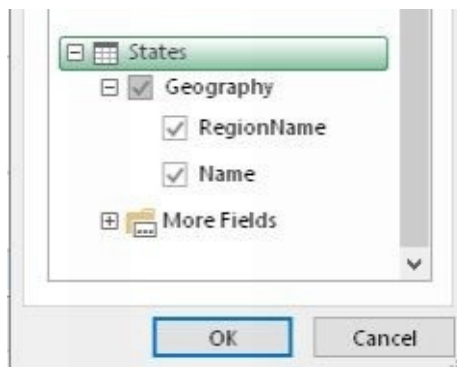 States
Geography
RegionName
Name
More Fields
OK
Cancel